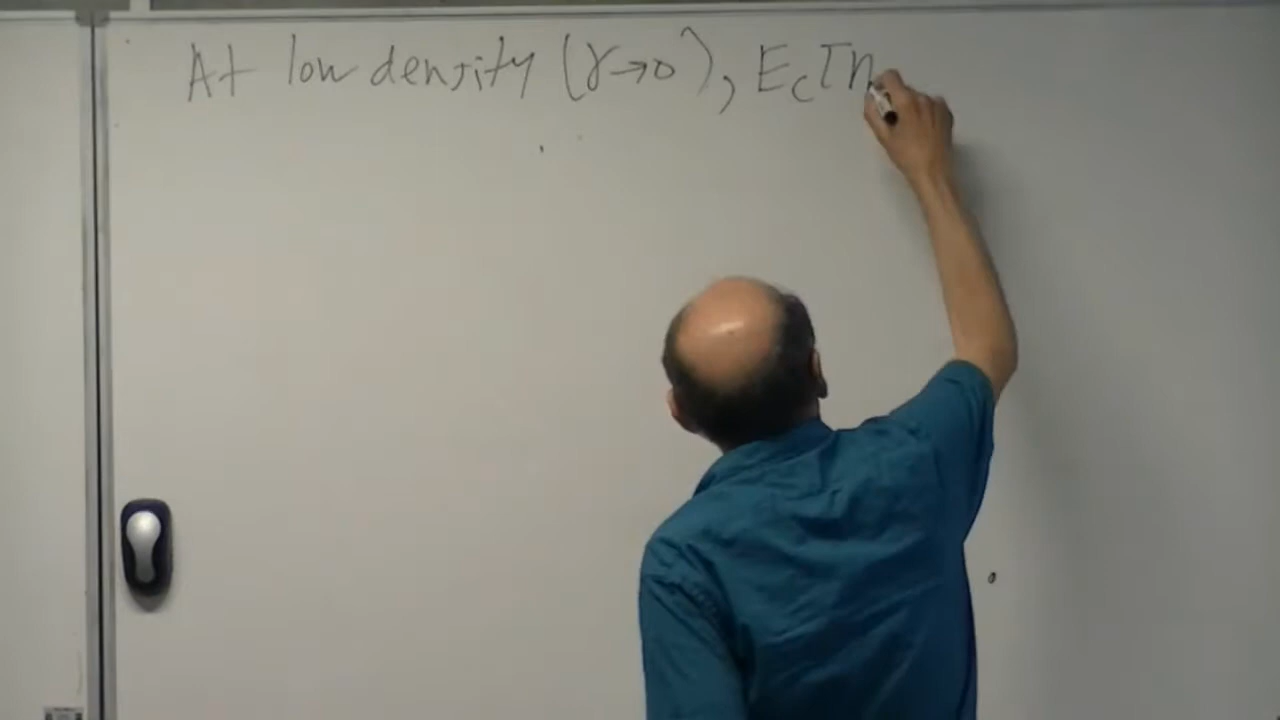 At low density (γ→0), E_c[n